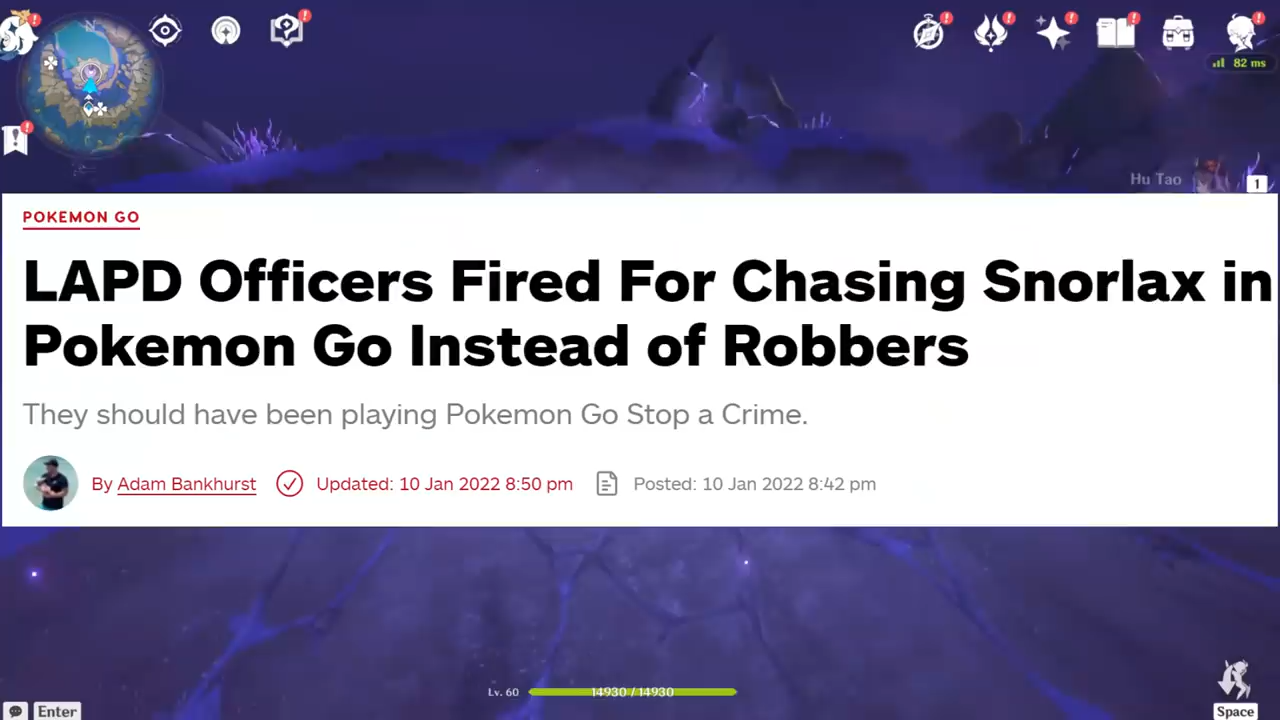 N
82 ms
Hu Tao
1
POKEMON GO
LAPD Officers Fired For Chasing Snorlax in
Pokemon Go Instead of Robbers
They should have been playing Pokemon Go Stop a Crime.
By Adam Bankhurst Updated: 10 Jan 2022 8:50 pm Posted: 10 Jan 2022 8:42 pm
Lv. 60 14930 / 14930
Enter
Space